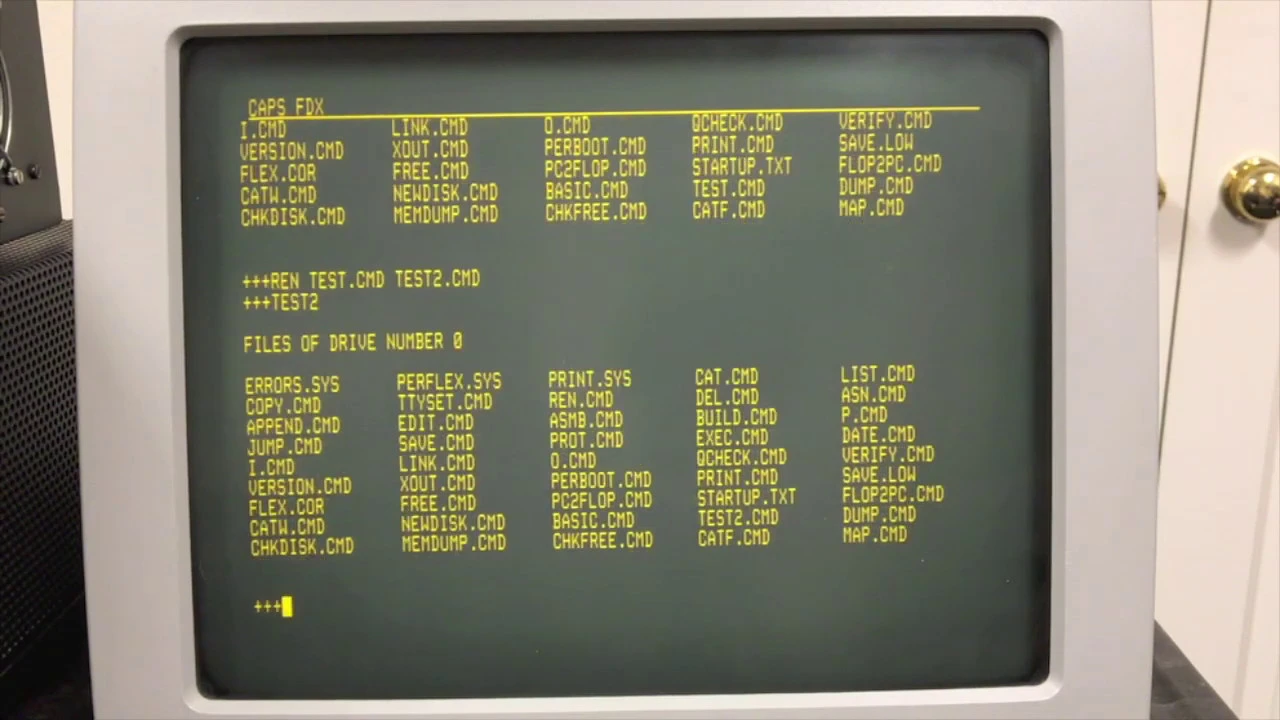 CAPS FDX
I.CMD LINK.CMD O.CMD QCHECK.CMD VERIFY.CMD
VERSION.CMD XOUT.CMD PERBOOT.CMD PRINT.CMD SAVE.LOW
FLEX.COR FREE.CMD PC2FLOP.CMD STARTUP.TXT FLOP2PC.CMD
CATW.CMD NEWDISK.CMD BASIC.CMD TEST.CMD DUMP.CMD
CHKDISK.CMD MEMDUMP.CMD CHKFREE.CMD CATF.CMD MAP.CMD
+++REN TEST.CMD TEST2.CMD
+++TEST2
FILES OF DRIVE NUMBER 0
ERRORS.SYS PERFLEX.SYS PRINT.SYS CAT.CMD LIST.CMD
COPY.CMD TTYSET.CMD REN.CMD DEL.CMD ASN.CMD
APPEND.CMD EDIT.CMD ASMB.CMD BUILD.CMD P.CMD
JUMP.CMD SAVE.CMD PROT.CMD EXEC.CMD DATE.CMD
I.CMD LINK.CMD O.CMD QCHECK.CMD VERIFY.CMD
VERSION.CMD XOUT.CMD PERBOOT.CMD PRINT.CMD SAVE.LOW
FLEX.COR FREE.CMD PC2FLOP.CMD STARTUP.TXT FLOP2PC.CMD
CATW.CMD NEWDISK.CMD BASIC.CMD TEST2.CMD DUMP.CMD
CHKDISK.CMD MEMDUMP.CMD CHKFREE.CMD CATF.CMD MAP.CMD
+++